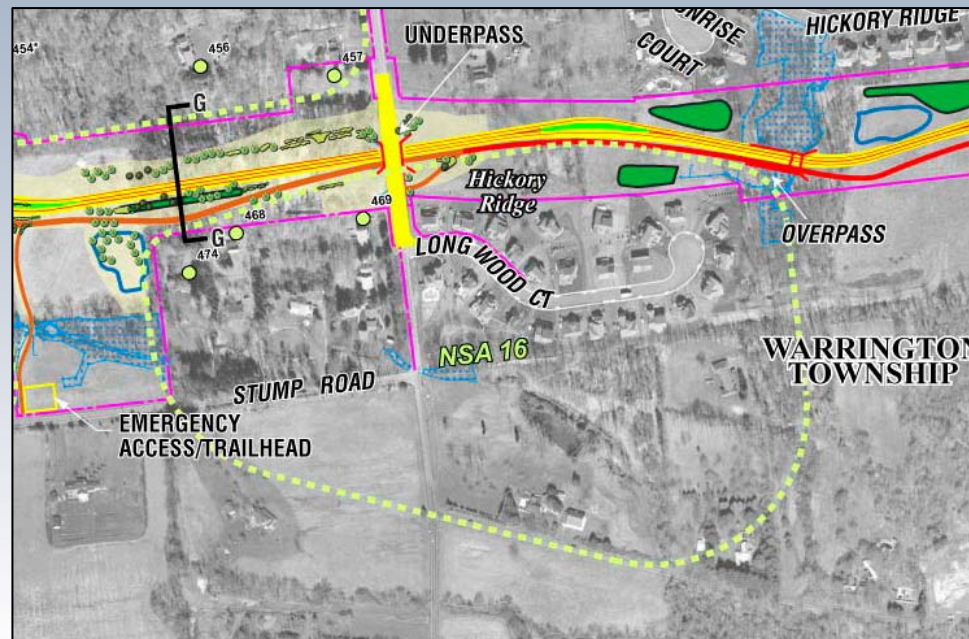 ONRISE
COURT
HICKORY RIDGE
UNDERPASS
454*
456
457
G
G
468
469
474
Hickory
Ridge
LONG WOOD CT
OVERPASS
NSA 16
WARRINGTON
TOWNSHIP
STUMP ROAD
EMERGENCY
ACCESS/TRAILHEAD